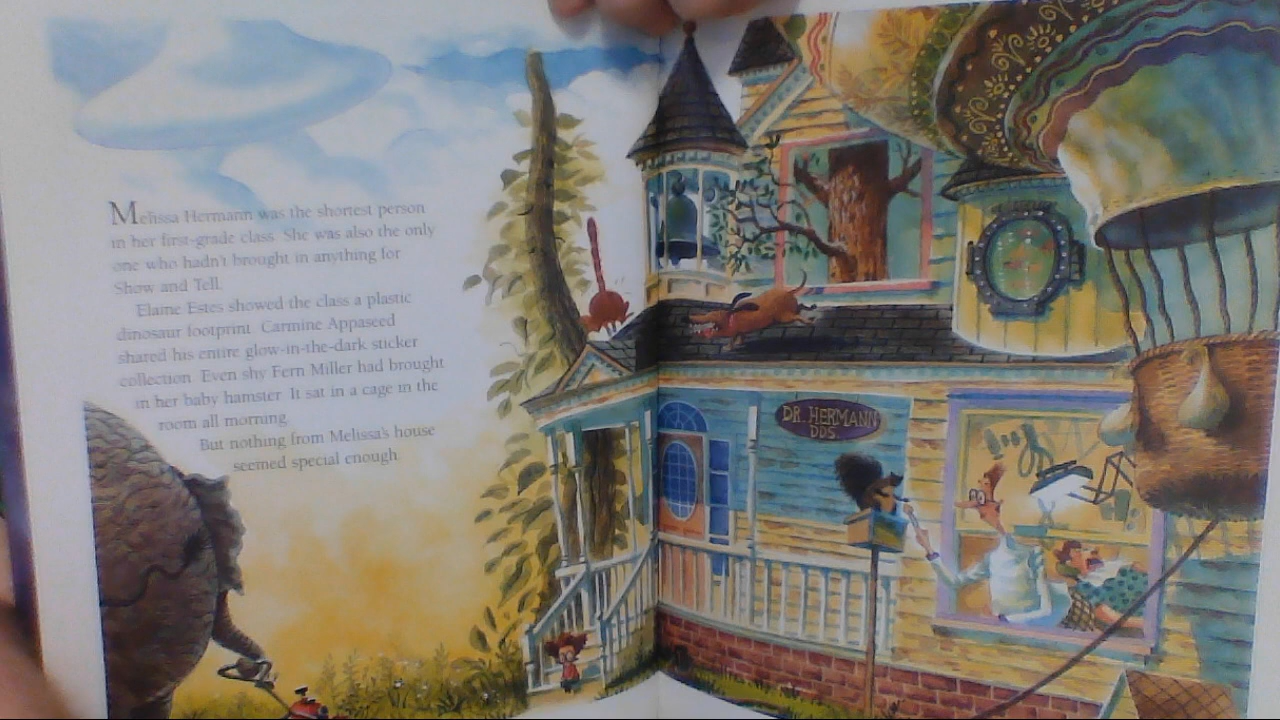 Melissa Hermann was the shortest person
in her first-grade class. She was also the only
one who hadn't brought in anything for
Show and Tell.
Elaine Estes showed the class a plastic
dinosaur footprint. Carmine Appaseed
shared his entire glow-in-the-dark sticker
collection. Even shy Fern Miller had brought
in her baby hamster. It sat in a cage in the
room all morning.
But nothing from Melissa's house
seemed special enough.
DR. HERMANN
DDS.